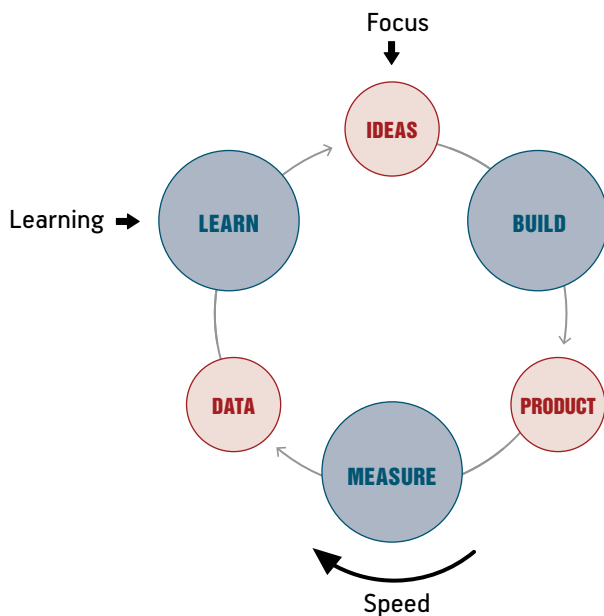 Focus
IDEAS
LEARN
BUILD
Learning
DATA
PRODUCT
MEASURE
Speed